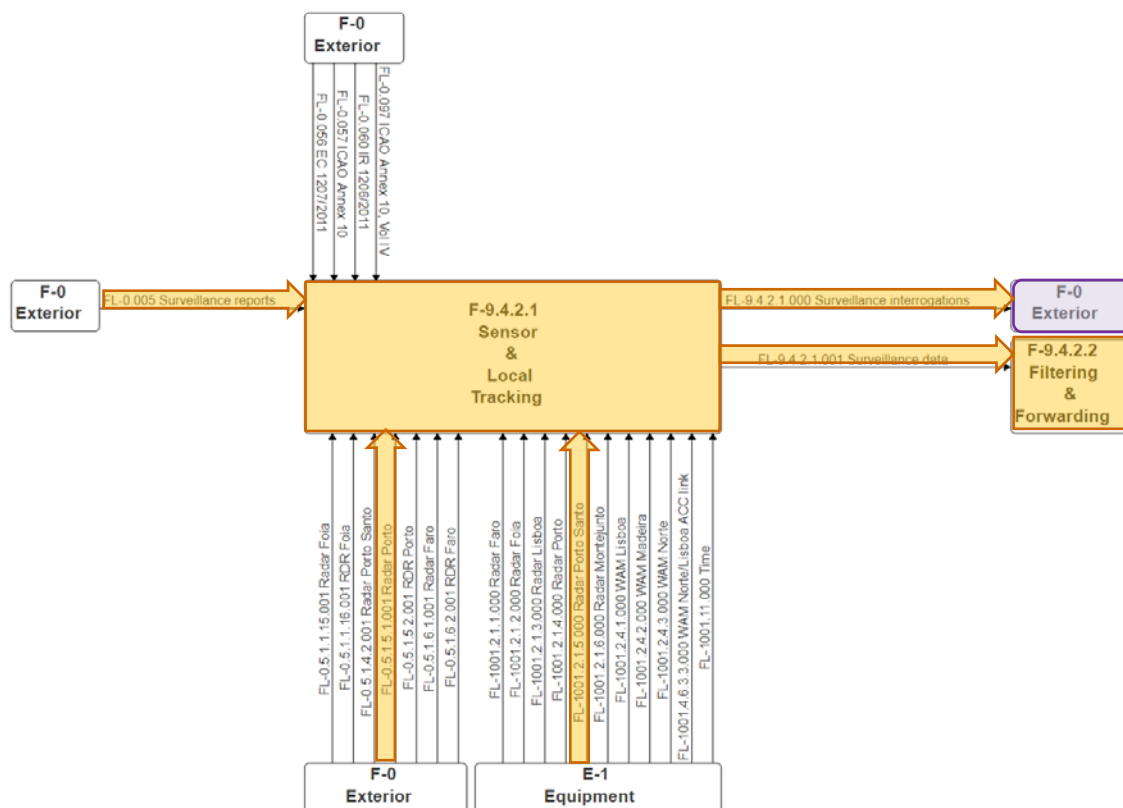 F-0
Exterior
FL-0.056 EC 1207/2011
FL-0.057 ICAO Annex 10
FL-0.060 IR 1206/2011
FL-0.097 ICAO Annex 10, Vol IV
F-0
Exterior
FL-0.005 Surveillance reports
F-9.4.2.1
Sensor
&
Local
Tracking
FL-9.4.2.1.000 Surveillance interrogations
F-0
Exterior
FL-9.4.2.1.001 Surveillance data
F-9.4.2.2
Filtering
&
Forwarding
FL-0.5.1.1.15.001 Radar Foia
FL-0.5.1.1.16.001 RDR Foia
FL-0.5.1.4.2.001 Radar Porto Santo
FL-0.5.1.5.1.001 Radar Porto
FL-0.5.1.5.2.001 RDR Porto
FL-0.5.1.6.1.001 Radar Faro
FL-0.5.1.6.2.001 RDR Faro
FL-1001.2.1.1.000 Radar Faro
FL-1001.2.1.2.000 Radar Foia
FL-1001.2.1.3.000 Radar Lisboa
FL-1001.2.1.4.000 Radar Porto
FL-1001.2.1.5.000 Radar Porto Santo
FL-1001.2.1.6.000 Radar Montejunto
FL-1001.2.4.1.000 WAM Lisboa
FL-1001.2.4.2.000 WAM Madeira
FL-1001.2.4.3.000 WAM Norte
FL-1001.4.6.3.3.000 WAM Norte/Lisboa ACC link
FL-1001.11.000 Time
F-0
Exterior
E-1
Equipment